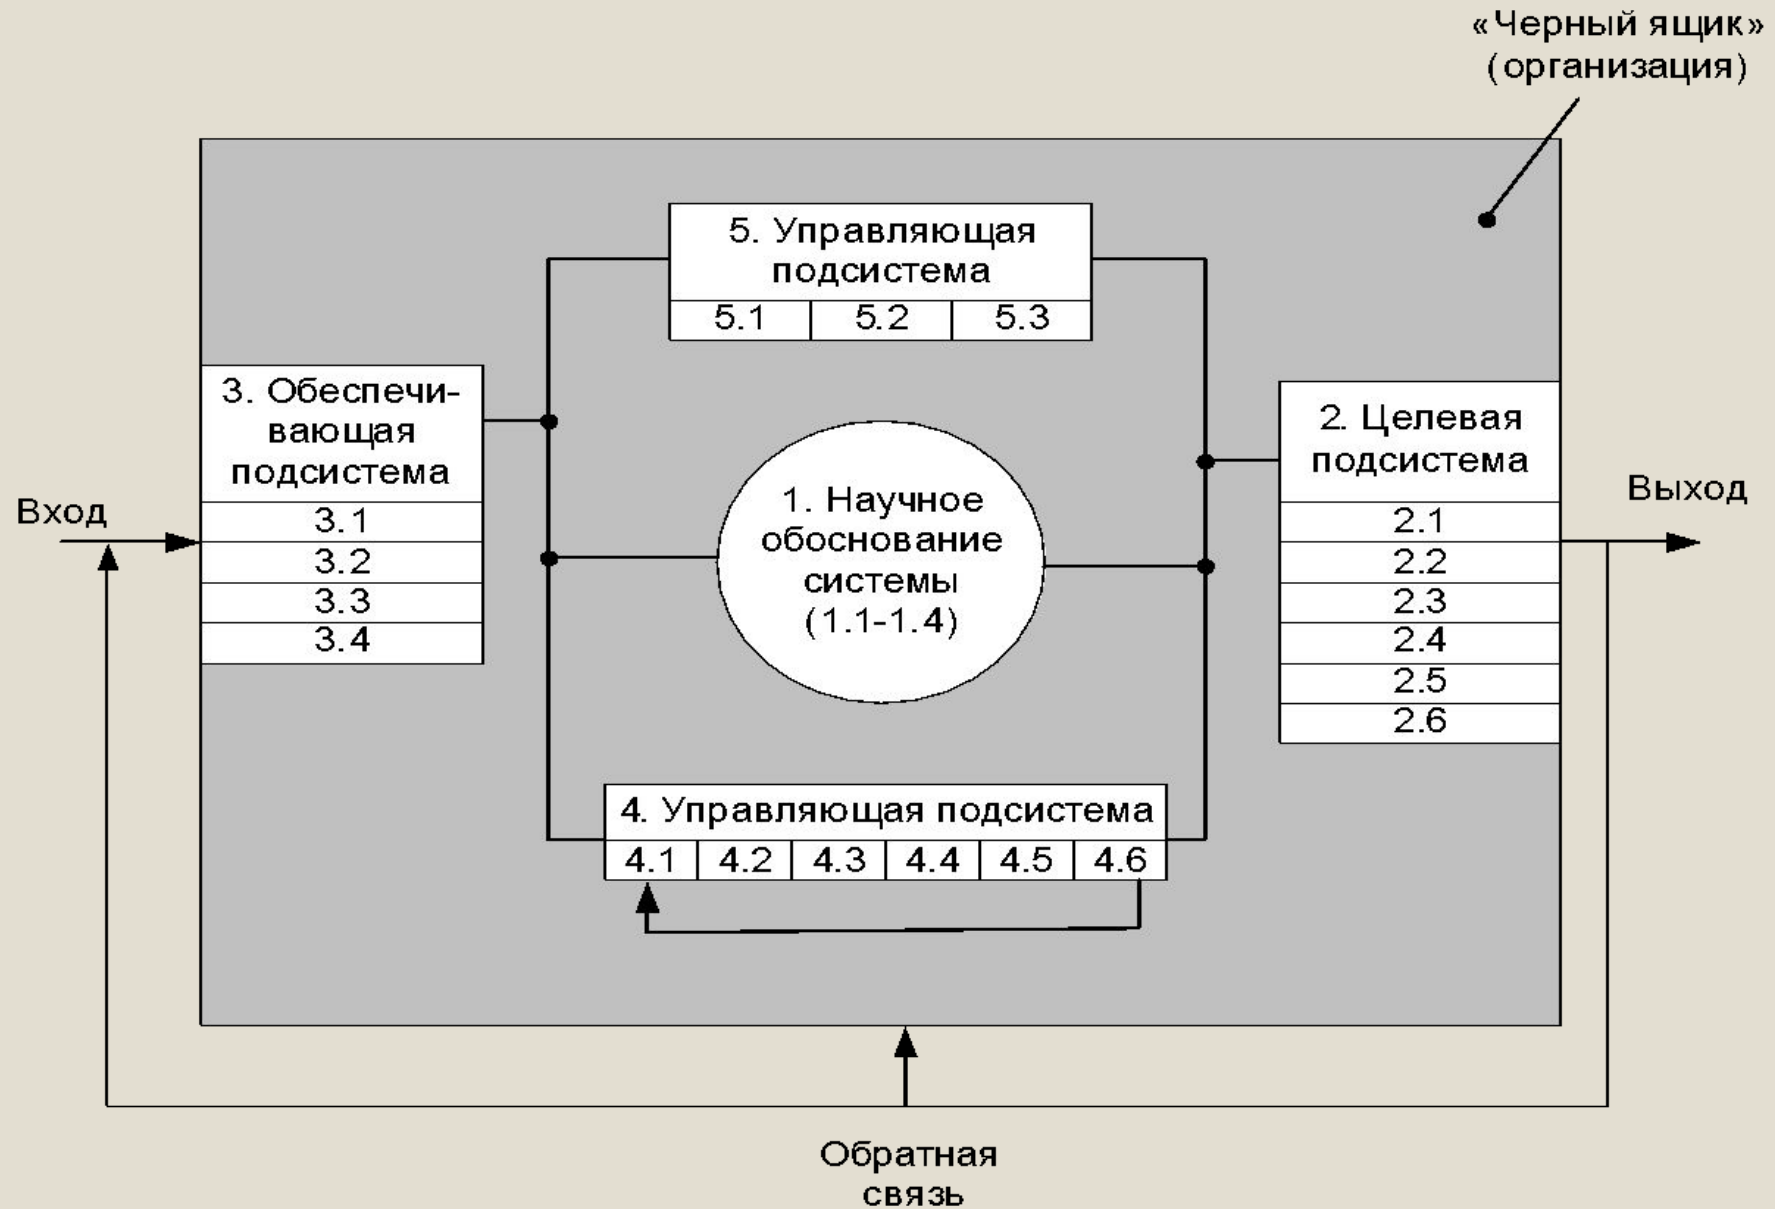 «Черный ящик»
(организация)
5. Управляющая
подсистема
5.1 5.2 5.3
3. Обеспечи-
вающая
подсистема
3.1
3.2
3.3
3.4
Вход
1. Научное
обоснование
системы
(1.1-1.4)
2. Целевая
подсистема
2.1
2.2
2.3
2.4
2.5
2.6
Выход
4. Управляющая подсистема
4.1 4.2 4.3 4.4 4.5 4.6
Обратная
связь